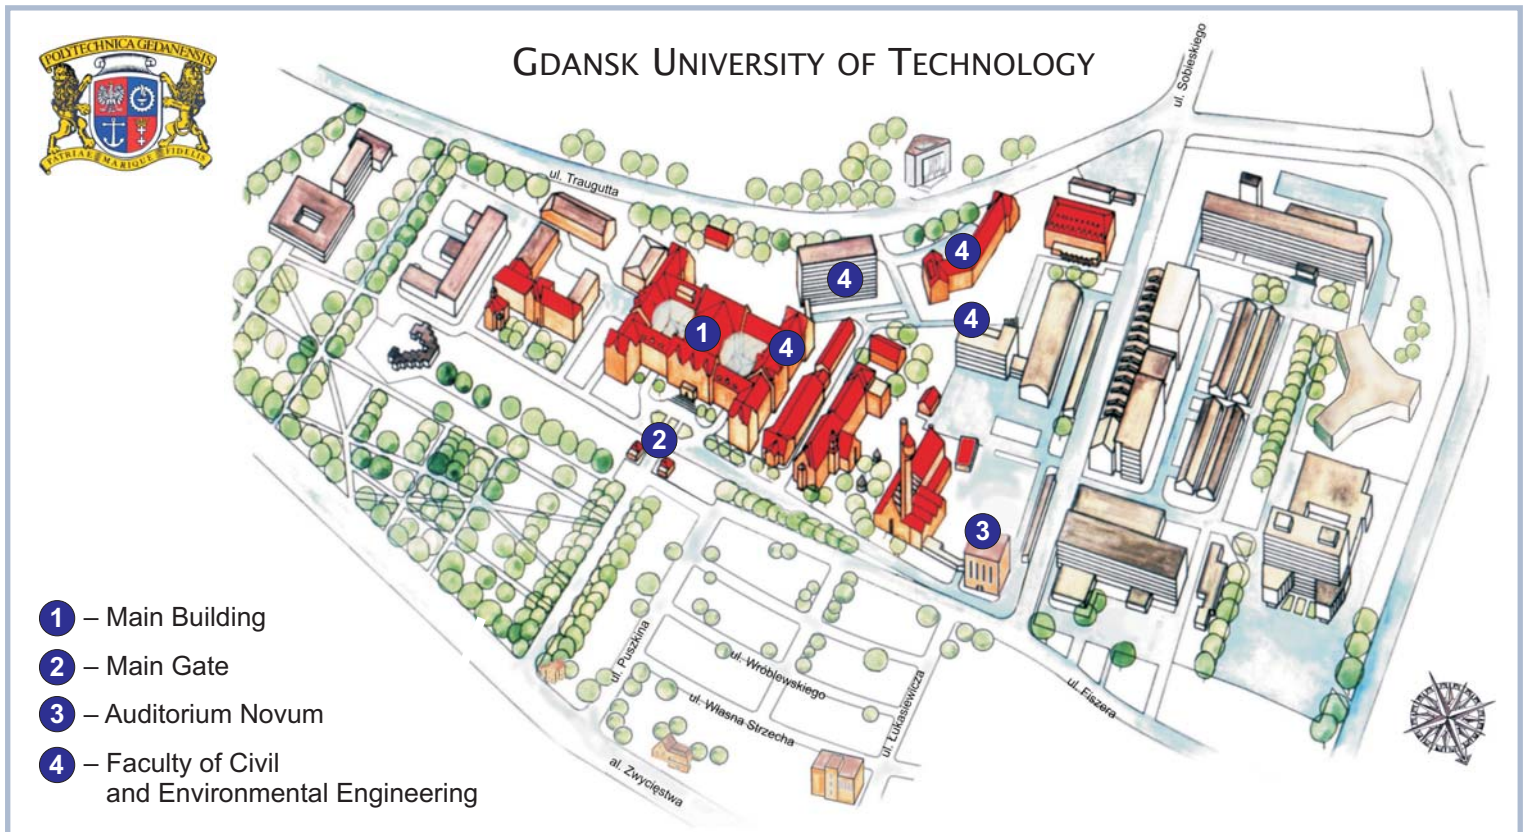 POLYTECHNICA GEDANENSIS
PATRIAE MARIQUE FIDELIS
GDANSK UNIVERSITY OF TECHNOLOGY
ul. Sobieskiego
ul. Traugutta
4
4
4
1
4
2
3
ul. Puszkina
ul. Wróblewskiego
ul. Własna Strzecha
ul. Łukasiewicza
ul. Fiszera
al. Zwycięstwa
1 – Main Building
2 – Main Gate
3 – Auditorium Novum
4 – Faculty of Civil
and Environmental Engineering